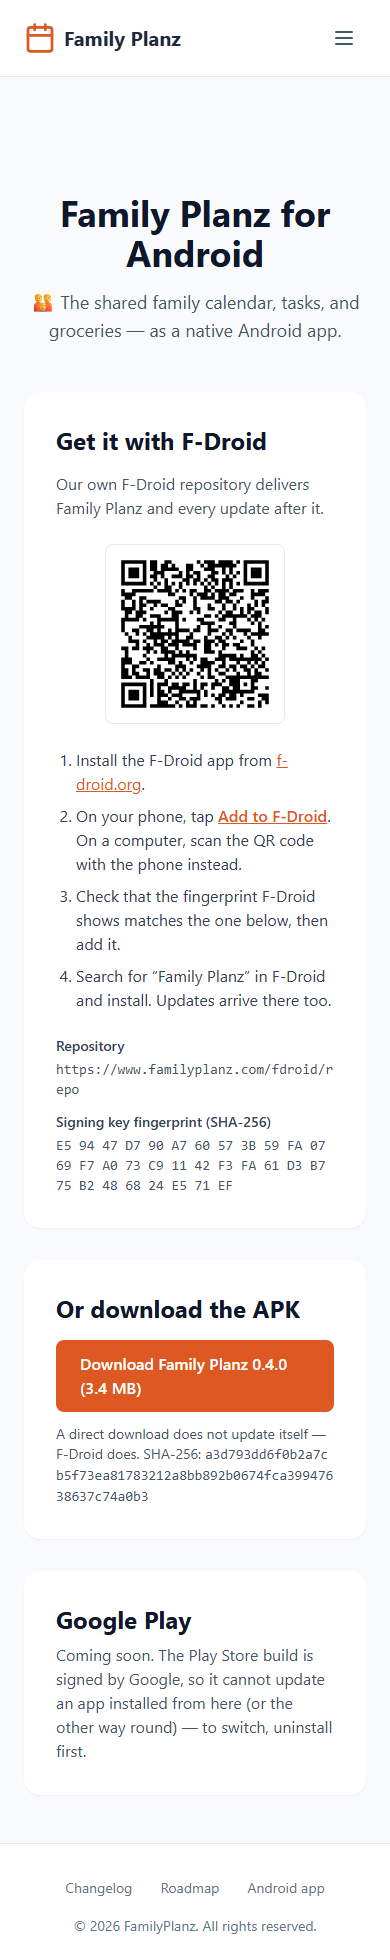 Family Planz
Family Planz for
Android
The shared family calendar, tasks, and
groceries — as a native Android app.
Get it with F-Droid
Our own F-Droid repository delivers
Family Planz and every update after it.
1. Install the F-Droid app from f-
droid.org.
2. On your phone, tap Add to F-Droid.
On a computer, scan the QR code
with the phone instead.
3. Check that the fingerprint F-Droid
shows matches the one below, then
add it.
4. Search for “Family Planz” in F-Droid
and install. Updates arrive there too.
Repository
https://www.familyplanz.com/fdroid/r
epo
Signing key fingerprint (SHA-256)
E5 94 47 D7 90 A7 60 57 3B 59 FA 07
69 F7 A0 73 C9 11 42 F3 FA 61 D3 B7
75 B2 48 68 24 E5 71 EF
Or download the APK
Download Family Planz 0.4.0
(3.4 MB)
A direct download does not update itself —
F-Droid does. SHA-256: a3d793dd6f0b2a7c
b5f73ea81783212a8bb892b0674fca399476
38637c74a0b3
Google Play
Coming soon. The Play Store build is
signed by Google, so it cannot update
an app installed from here (or the
other way round) — to switch, uninstall
first.
Changelog Roadmap Android app
© 2026 FamilyPlanz. All rights reserved.